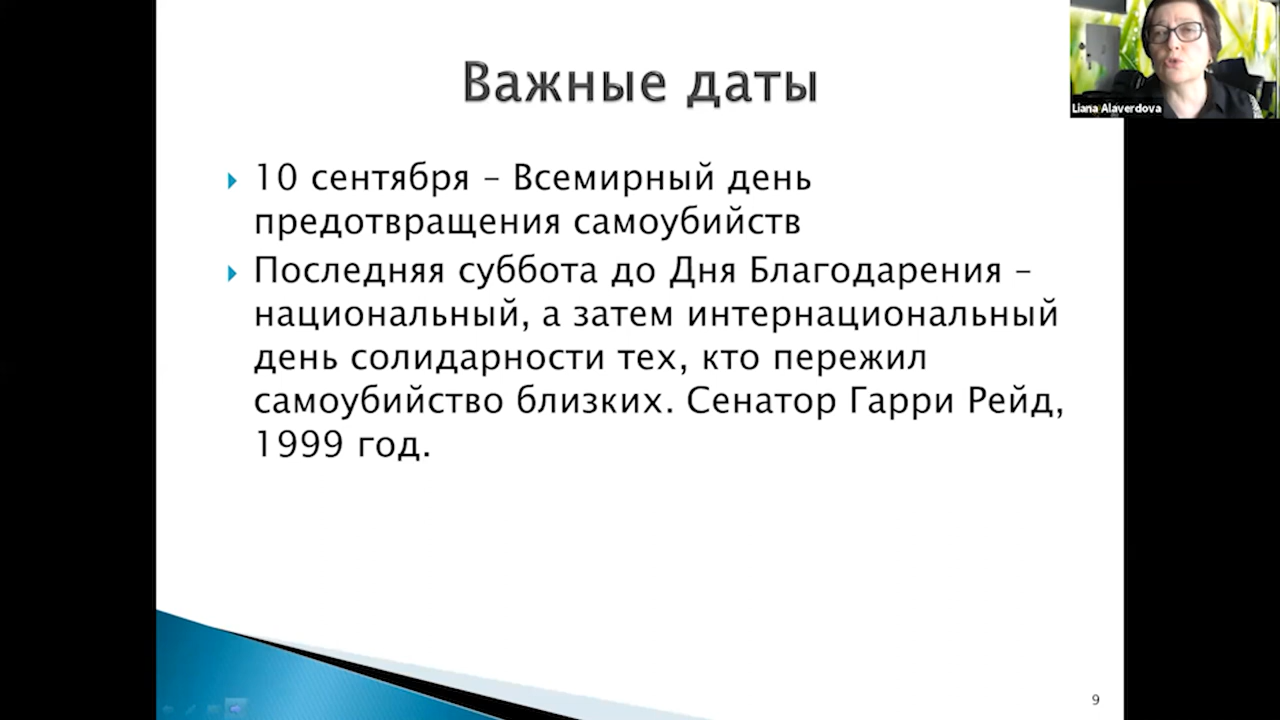 Важные даты
Liana Alaverdova
10 сентября – Всемирный день
предотвращения самоубийств
Последняя суббота до Дня Благодарения –
национальный, а затем интернациональный
день солидарности тех, кто пережил
самоубийство близких. Сенатор Гарри Рейд,
1999 год.
9